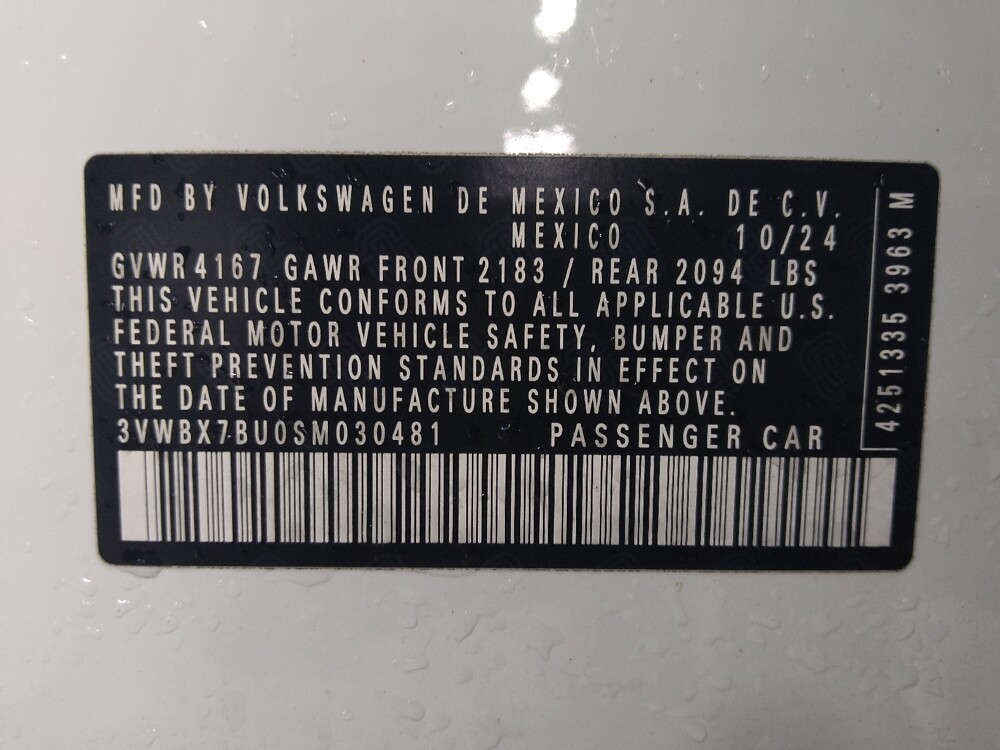 MFD BY VOLKSWAGEN DE MEXICO S.A. DE C.V.
MEXICO 10/24
GVWR 4167 GAWR FRONT 2183 / REAR 2094 LBS
THIS VEHICLE CONFORMS TO ALL APPLICABLE U.S.
FEDERAL MOTOR VEHICLE SAFETY, BUMPER AND
THEFT PREVENTION STANDARDS IN EFFECT ON
THE DATE OF MANUFACTURE SHOWN ABOVE.
3VWBX7BU0SM030481 PASSENGER CAR
4251335 3963 M